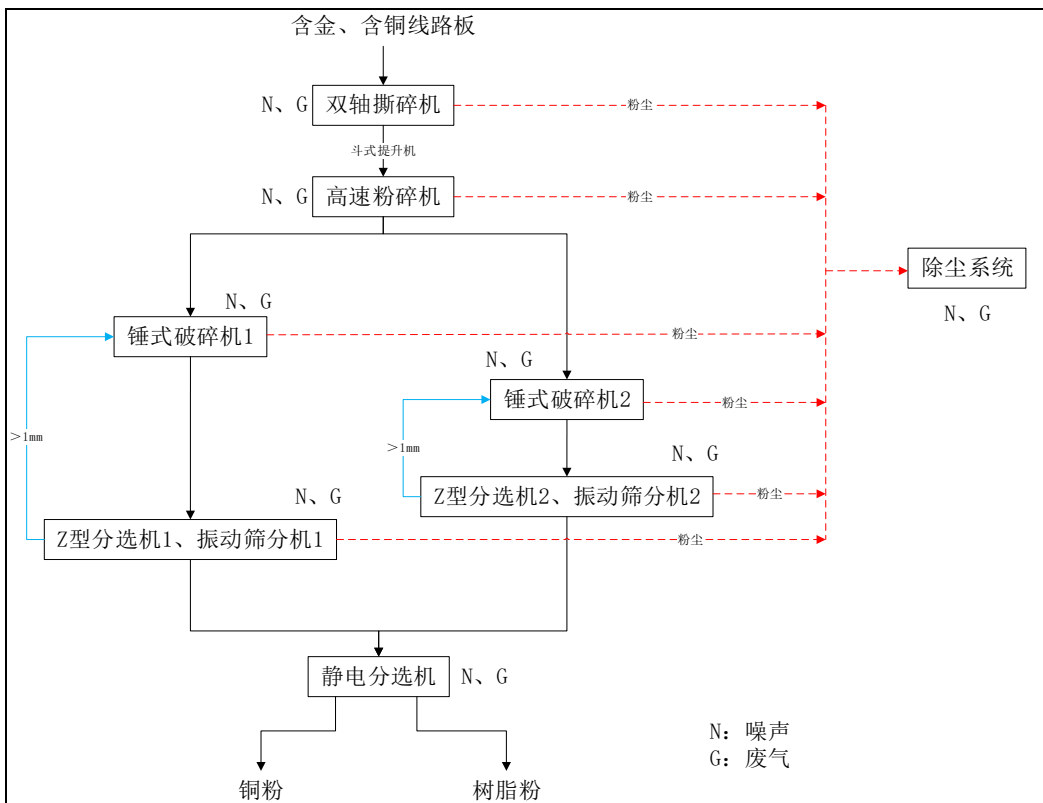 含金、含铜线路板
N、G
双轴撕碎机
粉尘
斗式提升机
N、G
高速粉碎机
粉尘
除尘系统
N、G
N、G
锤式破碎机1
粉尘
N、G
锤式破碎机2
粉尘
>1mm
>1mm
N、G
Z型分选机2、振动筛分机2
粉尘
N、G
Z型分选机1、振动筛分机1
粉尘
静电分选机
N、G
N: 噪声
G: 废气
铜粉
树脂粉